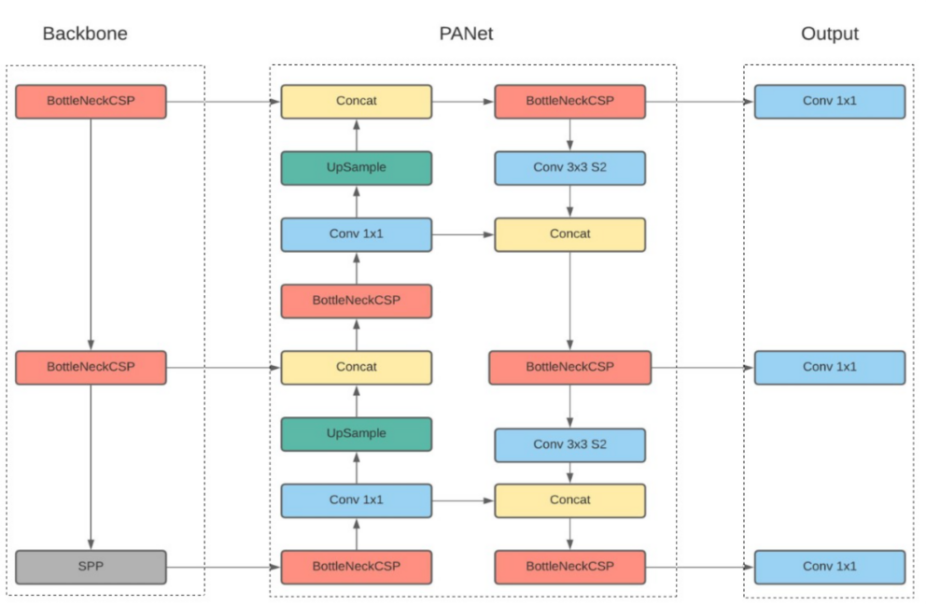 Backbone
PANet
Output
BottleNeckCSP
Concat
BottleNeckCSP
Conv 1x1
UpSample
Conv 3x3 S2
Conv 1x1
Concat
BottleNeckCSP
BottleNeckCSP
Concat
BottleNeckCSP
Conv 1x1
UpSample
Conv 3x3 S2
Conv 1x1
Concat
SPP
BottleNeckCSP
BottleNeckCSP
Conv 1x1